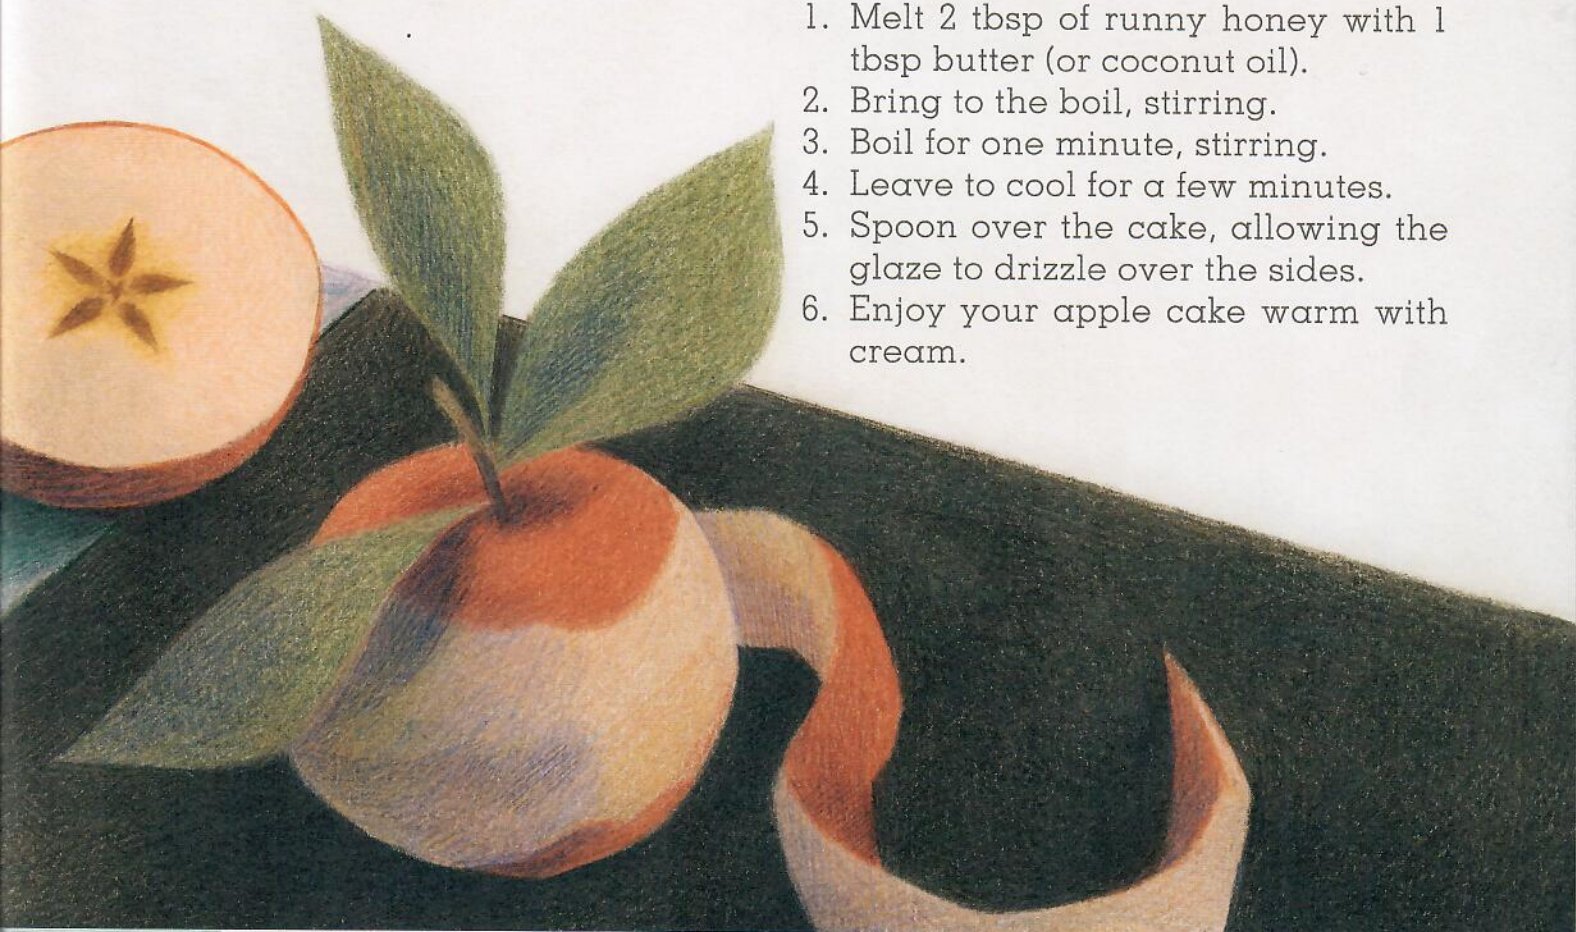 1. Melt 2 tbsp of runny honey with 1
tbsp butter (or coconut oil).
2. Bring to the boil, stirring.
3. Boil for one minute, stirring.
4. Leave to cool for a few minutes.
5. Spoon over the cake, allowing the
glaze to drizzle over the sides.
6. Enjoy your apple cake warm with
cream.